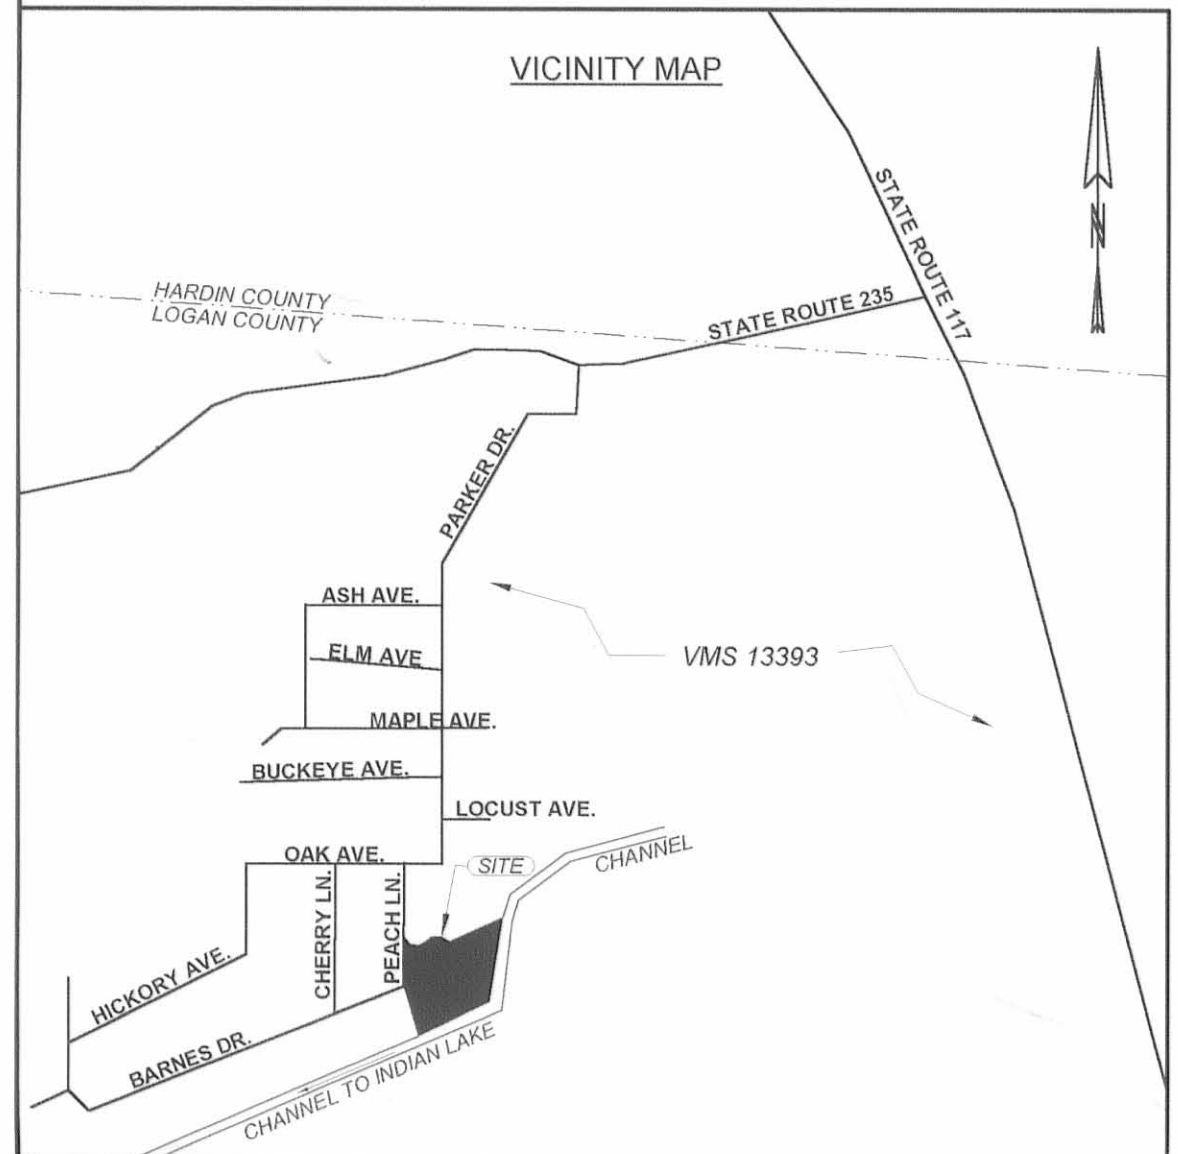 VICINITY MAP
N
STATE ROUTE 117
HARDIN COUNTY
LOGAN COUNTY
STATE ROUTE 235
PARKER DR.
ASH AVE.
ELM AVE
VMS 13393
MAPLE AVE.
BUCKEYE AVE.
LOCUST AVE.
OAK AVE.
SITE
CHANNEL
CHERRY LN.
PEACH LN.
HICKORY AVE.
BARNES DR.
CHANNEL TO INDIAN LAKE